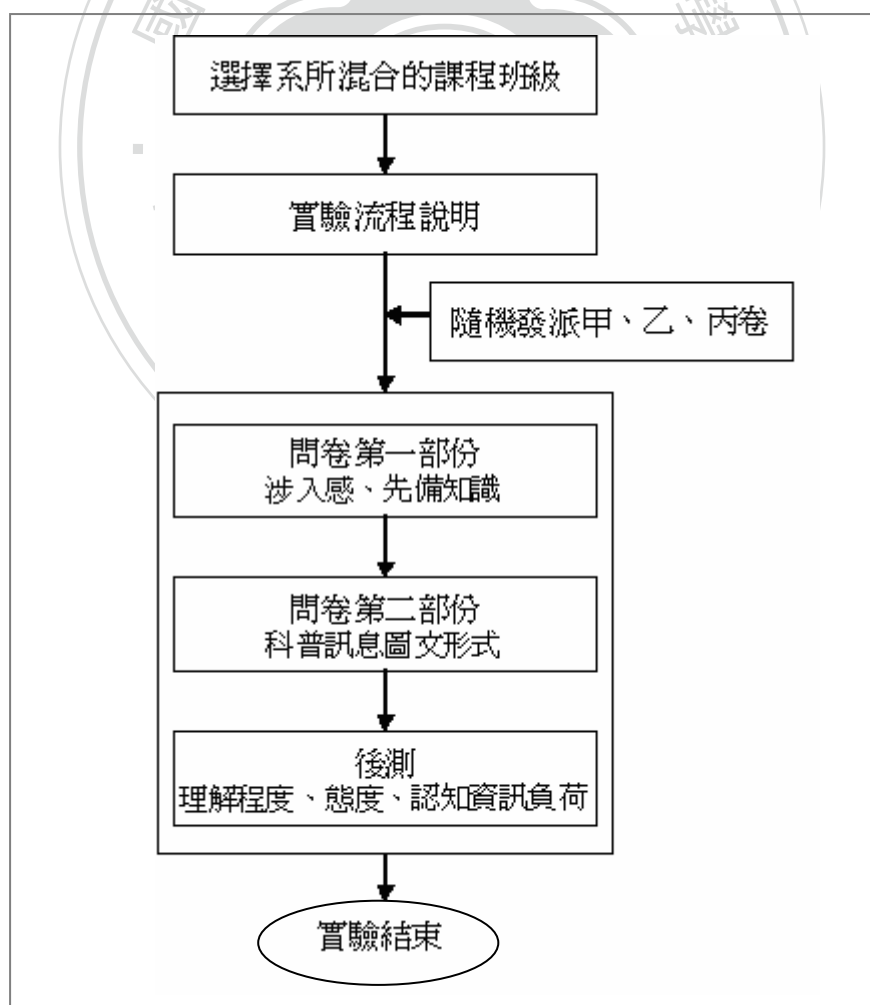 國
學
選擇系所混合的課程班級
實驗流程說明
隨機發派甲、乙、丙卷
問卷第一部份
涉入感、先備知識
問卷第二部份
科普訊息圖文形式
後測
理解程度、態度、認知資訊負荷
實驗結束